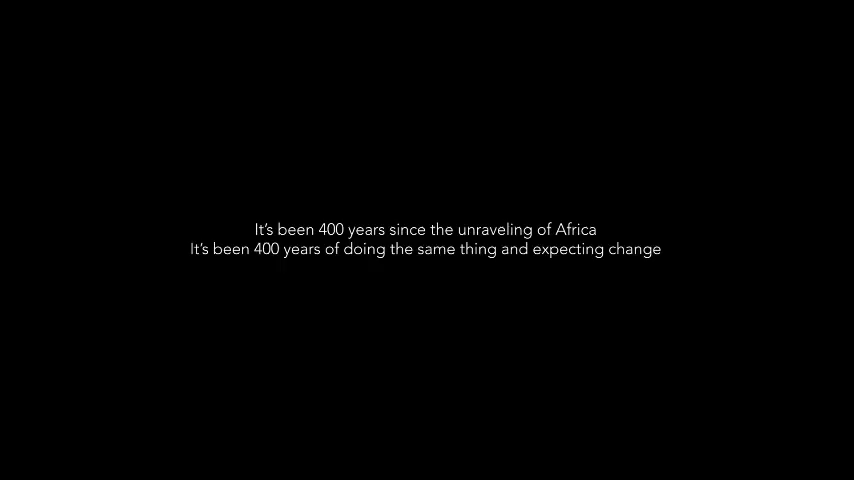 It's been 400 years since the unraveling of Africa
It's been 400 years of doing the same thing and expecting change